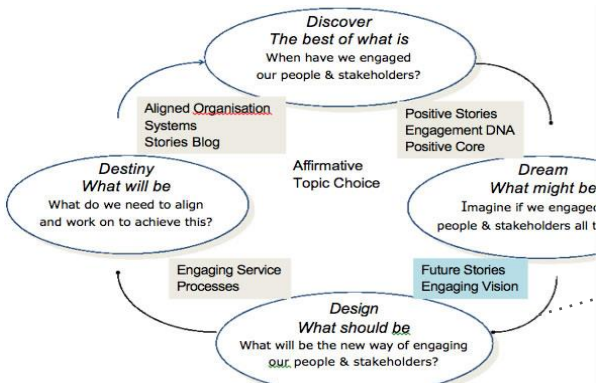 Discover
The best of what is
When have we engaged
our people & stakeholders?
Aligned Organisation
Systems
Stories Blog
Positive Stories
Engagement DNA
Positive Core
Affirmative
Topic Choice
Destiny
What will be
What do we need to align
and work on to achieve this?
Dream
What might be
Imagine if we engaged
people & stakeholders all
Engaging Service
Processes
Future Stories
Engaging Vision
Design
What should be
What will be the new way of engaging
our people & stakeholders?